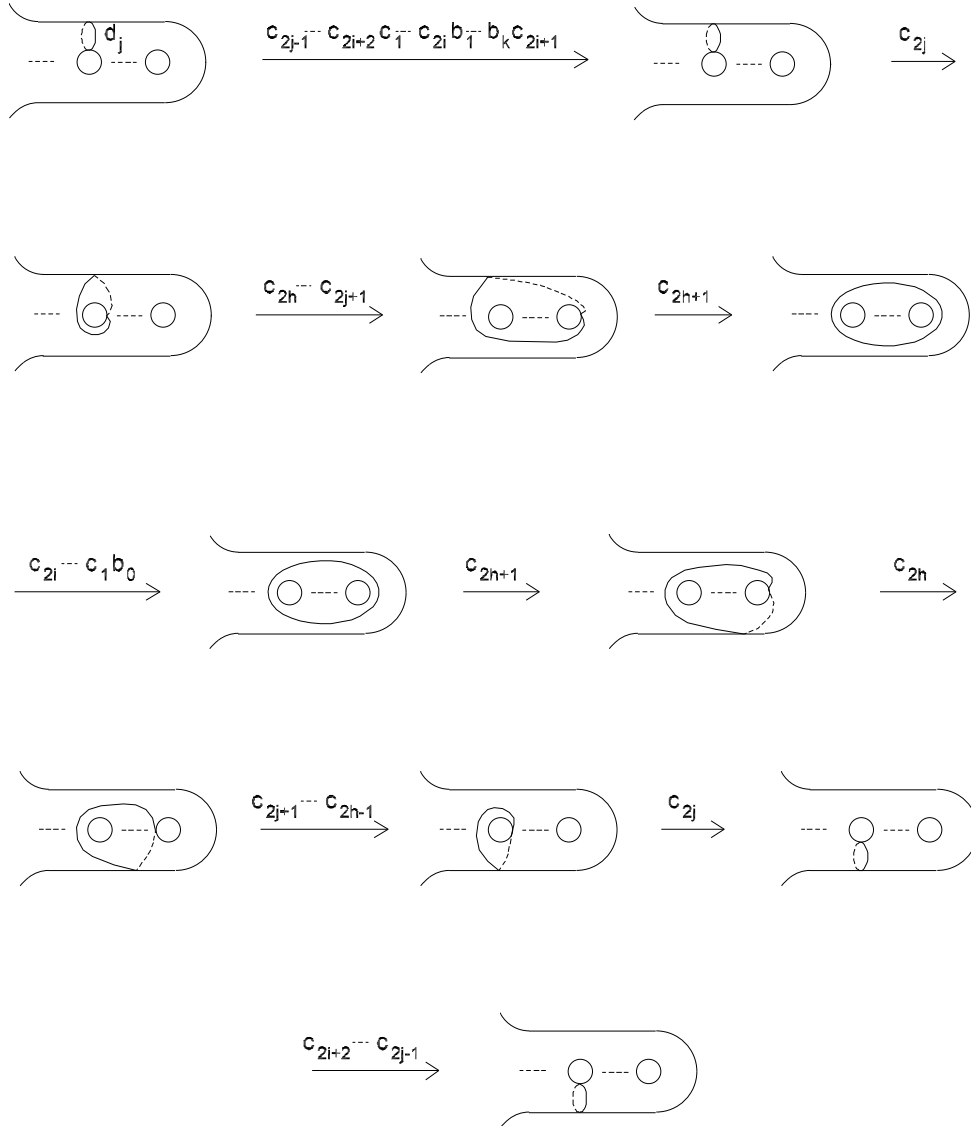 d_j
c_{2j-1} --- c_{2i+2} c_1 --- c_{2i} b_1 --- b_k c_{2i+1}
c_{2j}
c_{2h} --- c_{2j+1}
c_{2h+1}
c_{2i} --- c_1 b_0
c_{2h+1}
c_{2h}
c_{2j+1} --- c_{2h-1}
c_{2j}
c_{2i+2} --- c_{2j-1}